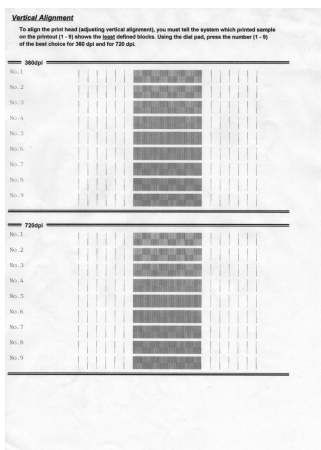 Vertical Alignment
To align the print head (adjusting vertical alignment), you must tell the system which printed sample
on the printout (1 - 9) shows the least defined blocks. Using the dial pad, press the number (1 - 9)
of the best choice for 360 dpi and for 720 dpi.
360dpi
No.1
No.2
No.3
No.4
No.5
No.6
No.7
No.8
No.9
720dpi
No.1
No.2
No.3
No.4
No.5
No.6
No.7
No.8
No.9